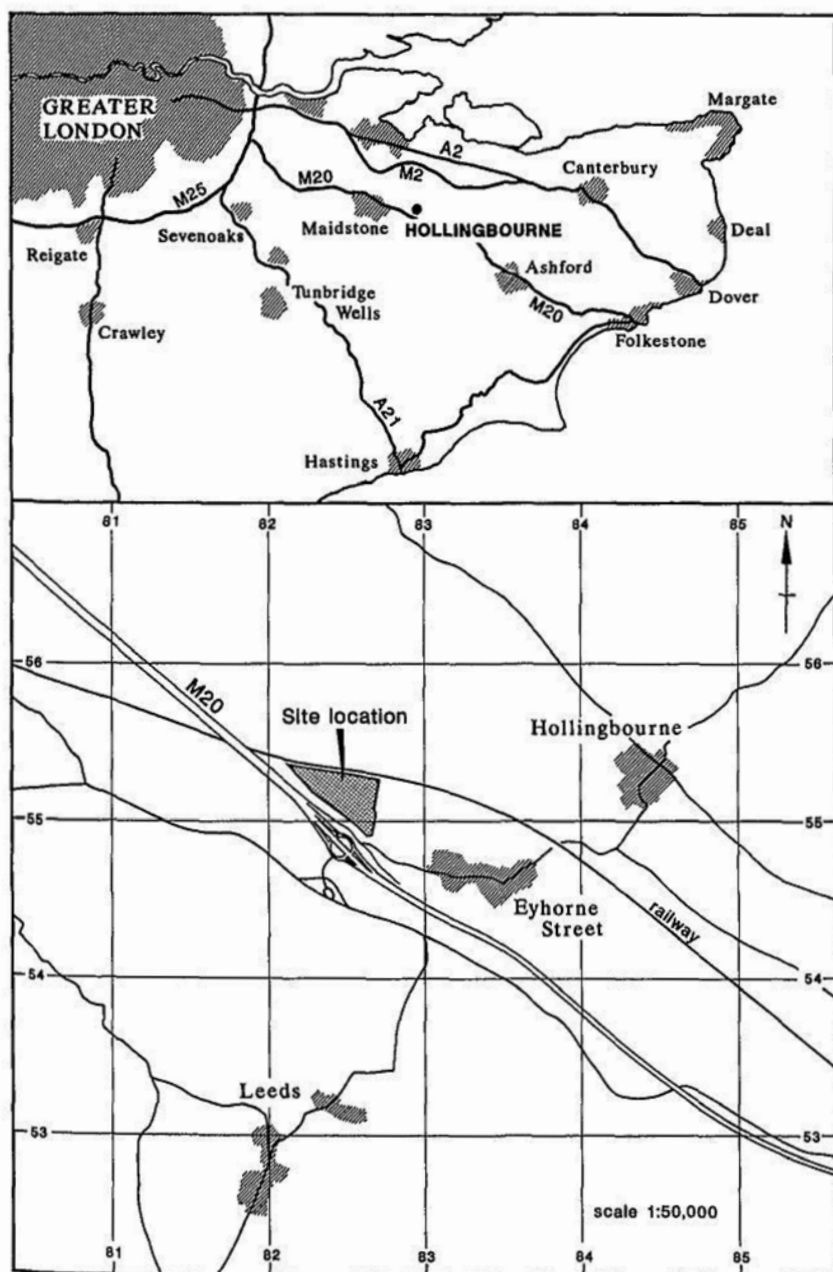 Margate
GREATER
LONDON
A2
M2
Canterbury
M25
M20
Sevenoaks
Maidstone
HOLLINGBOURNE
Deal
Reigate
Ashford
Tunbridge
Wells
M20
Dover
Crawley
Folkestone
A21
Hastings
81
82
83
84
85
N
56
56
M20
Site location
Hollingbourne
55
55
Eyhorne
Street
railway
54
54
Leeds
53
53
scale 1:50,000
81
82
83
84
85